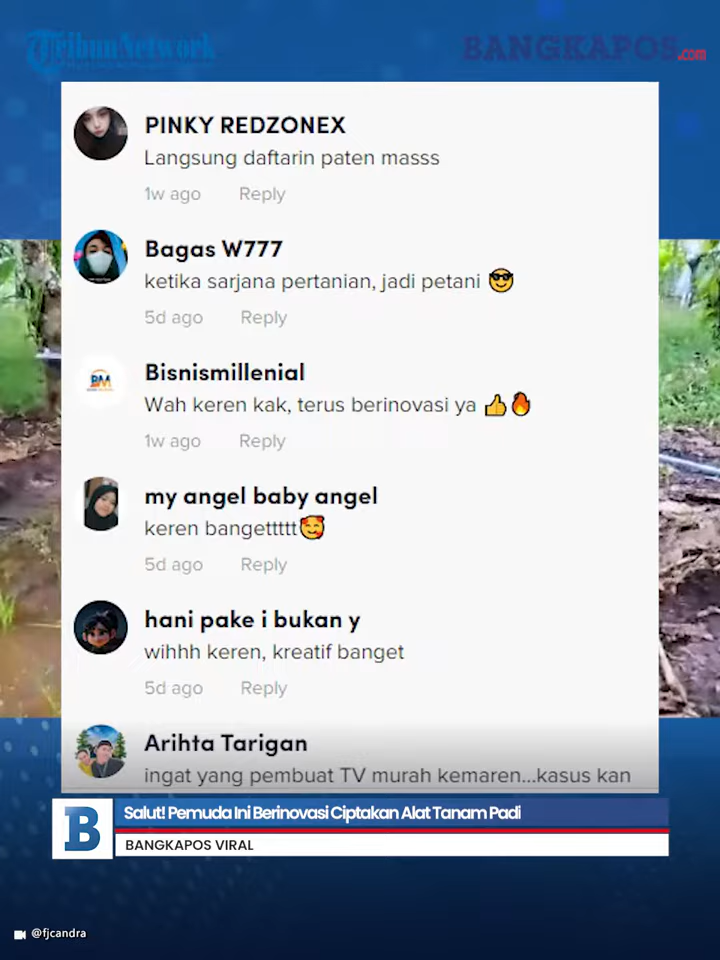 TribunNetwork
BANGKAPOS.com
PINKY REDZONEX
Langsung daftarin paten masss
1w ago Reply
Bagas W777
ketika sarjana pertanian, jadi petani 😎
5d ago Reply
BM
Bisnismillenial
Wah keren kak, terus berinovasi ya 👍🔥
1w ago Reply
my angel baby angel
keren bangettttt🥰
5d ago Reply
hani pake i bukan y
wihhh keren, kreatif banget
5d ago Reply
Arihta Tarigan
ingat yang pembuat TV murah kemaren...kasus kan
B
Salut! Pemuda Ini Berinovasi Ciptakan Alat Tanam Padi
BANGKAPOS VIRAL
@fjcandra